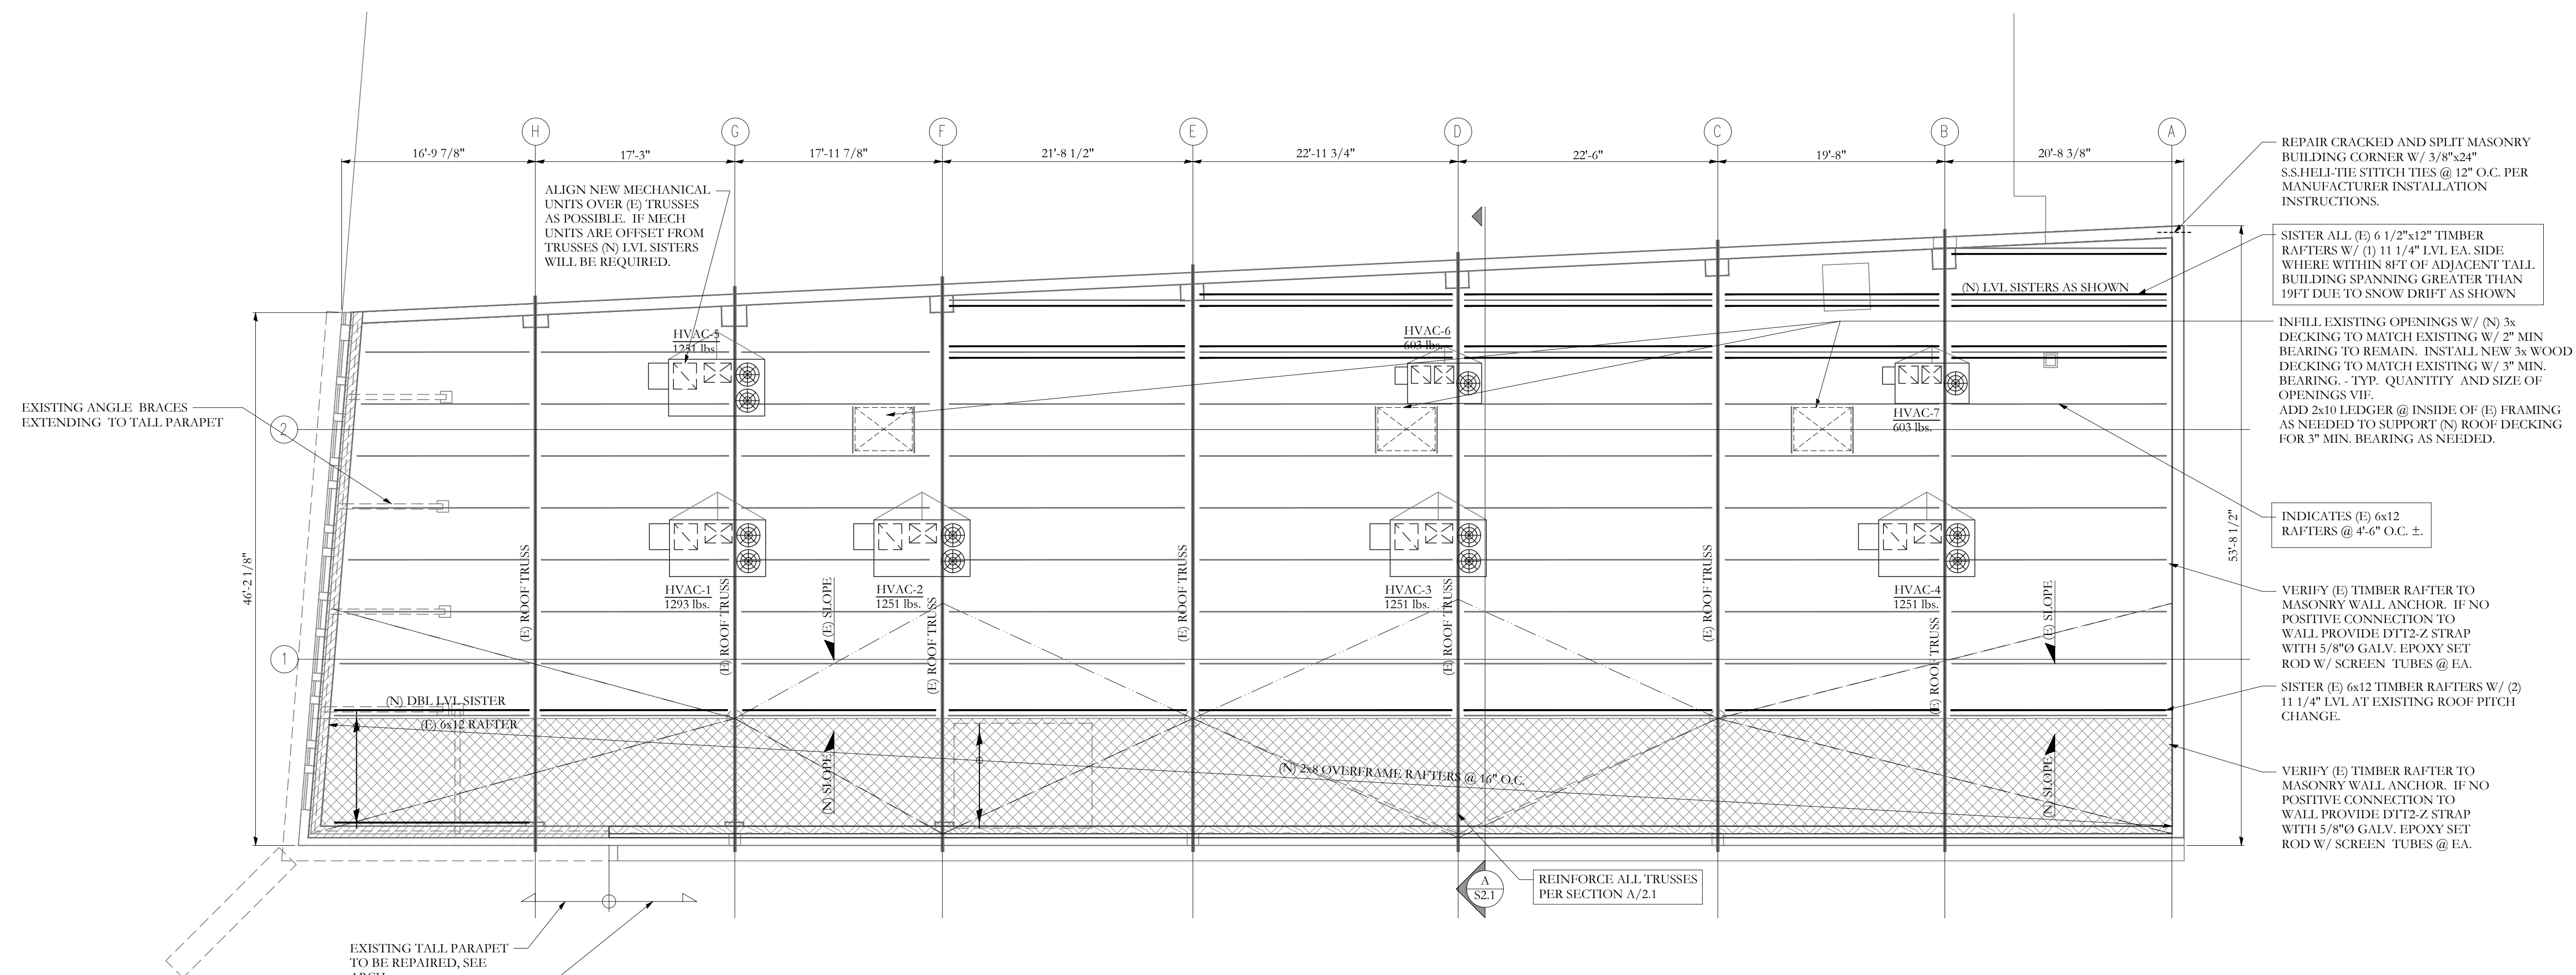 H
G
F
E
D
C
B
A
16'-9 7/8"
17'-3"
17'-11 7/8"
21'-8 1/2"
22'-11 3/4"
22'-6"
19'-8"
20'-8 3/8"
ALIGN NEW MECHANICAL
UNITS OVER (E) TRUSSES
AS POSSIBLE. IF MECH
UNITS ARE OFFSET FROM
TRUSSES (N) LVL SISTERS
WILL BE REQUIRED.
REPAIR CRACKED AND SPLIT MASONRY
BUILDING CORNER W/ 3/8"x24"
S.S.HELI-TIE STITCH TIES @ 12" O.C. PER
MANUFACTURER INSTALLATION
INSTRUCTIONS.
SISTER ALL (E) 6 1/2"x12" TIMBER
RAFTERS W/ (1) 11 1/4" LVL EA. SIDE
WHERE WITHIN 8FT OF ADJACENT TALL
BUILDING SPANNING GREATER THAN
19FT DUE TO SNOW DRIFT AS SHOWN
(N) LVL SISTERS AS SHOWN
INFILL EXISTING OPENINGS W/ (N) 3x
DECKING TO MATCH EXISTING W/ 2" MIN
BEARING TO REMAIN. INSTALL NEW 3x WOOD
DECKING TO MATCH EXISTING W/ 3" MIN.
BEARING. - TYP. QUANTITY AND SIZE OF
OPENINGS VIF.
ADD 2x10 LEDGER @ INSIDE OF (E) FRAMING
AS NEEDED TO SUPPORT (N) ROOF DECKING
FOR 3" MIN. BEARING AS NEEDED.
HVAC-5
1251 lbs.
HVAC-6
603 lbs.
HVAC-7
603 lbs.
EXISTING ANGLE BRACES
EXTENDING TO TALL PARAPET
2
INDICATES (E) 6x12
RAFTERS @ 4'-6" O.C. ±.
46'-2 1/8"
53'-8 1/2"
HVAC-1
1293 lbs.
HVAC-2
1251 lbs.
HVAC-3
1251 lbs.
HVAC-4
1251 lbs.
(E) ROOF TRUSS
(E) ROOF TRUSS
(E) ROOF TRUSS
(E) ROOF TRUSS
(E) ROOF TRUSS
(E) ROOF TRUSS
(E) ROOF TRUSS
(E) SLOPE
(E) SLOPE
VERIFY (E) TIMBER RAFTER TO
MASONRY WALL ANCHOR. IF NO
POSITIVE CONNECTION TO
WALL PROVIDE DTT2-Z STRAP
WITH 5/8"Ø GALV. EPOXY SET
ROD W/ SCREEN TUBES @ EA.
1
(N) DBL LVL SISTER
(E) 6x12 RAFTER
SISTER (E) 6x12 TIMBER RAFTERS W/ (2)
11 1/4" LVL AT EXISTING ROOF PITCH
CHANGE.
(N) SLOPE
(N) 2x8 OVERFRAME RAFTERS @ 16" O.C.
(N) SLOPE
VERIFY (E) TIMBER RAFTER TO
MASONRY WALL ANCHOR. IF NO
POSITIVE CONNECTION TO
WALL PROVIDE DTT2-Z STRAP
WITH 5/8"Ø GALV. EPOXY SET
ROD W/ SCREEN TUBES @ EA.
A
S2.1
REINFORCE ALL TRUSSES
PER SECTION A/2.1
EXISTING TALL PARAPET
TO BE REPAIRED, SEE